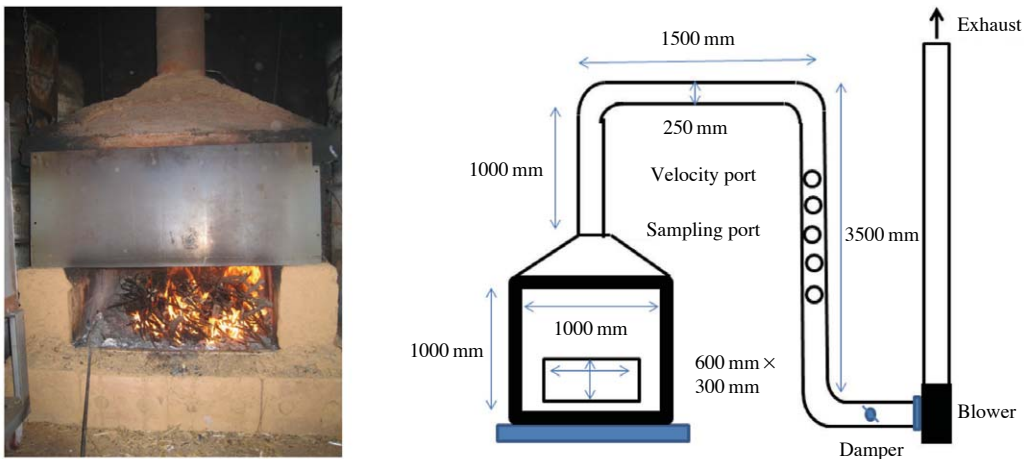 Exhaust
1500 mm
250 mm
1000 mm
Velocity port
Sampling port
3500 mm
1000 mm
1000 mm
600 mm ×
300 mm
Blower
Damper